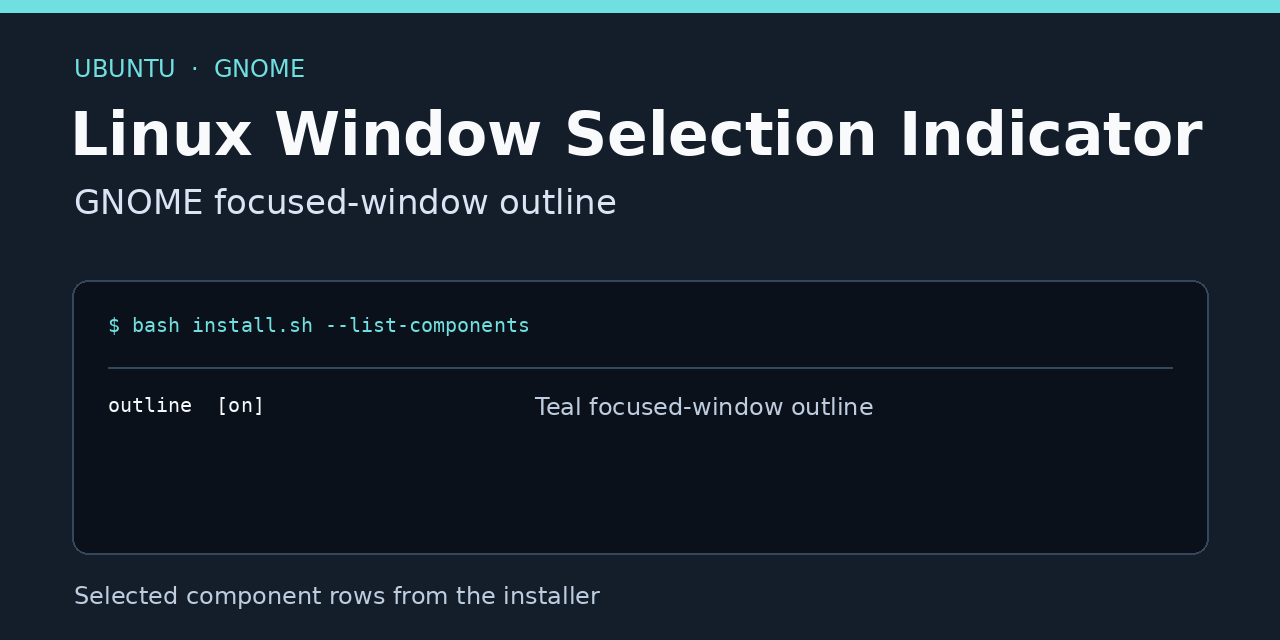 UBUNTU · GNOME
Linux Window Selection Indicator
GNOME focused-window outline
$ bash install.sh --list-components
outline [on] Teal focused-window outline
Selected component rows from the installer